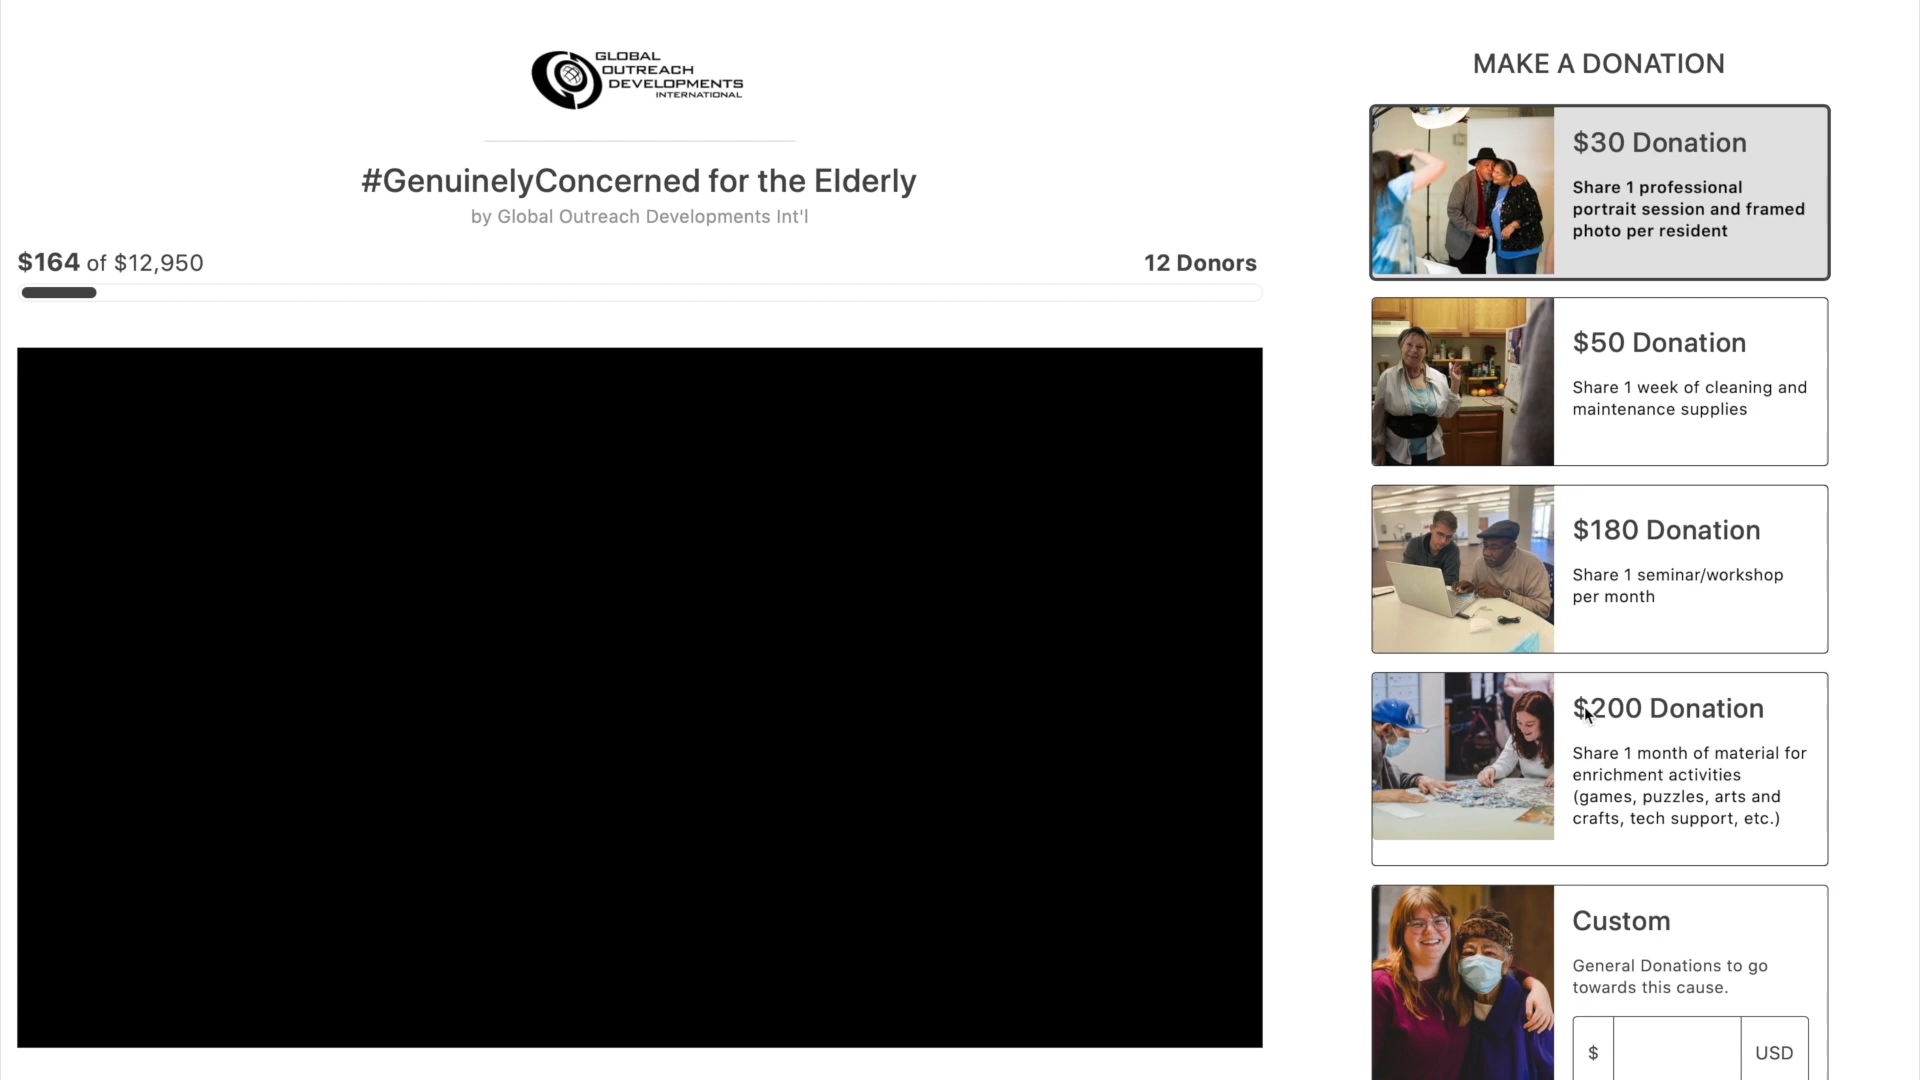 GLOBAL
OUTREACH
DEVELOPMENTS
INTERNATIONAL
#GenuinelyConcerned for the Elderly
by Global Outreach Developments Int'l
$164 of $12,950
12 Donors
MAKE A DONATION
$30 Donation
Share 1 professional
portrait session and framed
photo per resident
$50 Donation
Share 1 week of cleaning and
maintenance supplies
$180 Donation
Share 1 seminar/workshop
per month
$200 Donation
Share 1 month of material for
enrichment activities
(games, puzzles, arts and
crafts, tech support, etc.)
Custom
General Donations to go
towards this cause.
$
USD